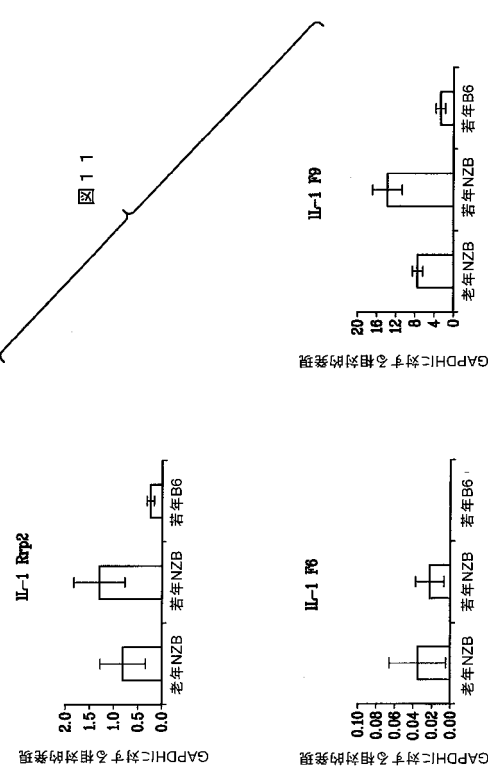 図１１
IL-1 Rrp2
GAPDHに対する相対的発現
2.0
1.5
1.0
0.5
0.0
老年NZB 若年NZB 若年B6
IL-1 F6
GAPDHに対する相対的発現
0.10
0.08
0.06
0.04
0.02
0.00
老年NZB 若年NZB 若年B6
IL-1 F9
GAPDHに対する相対的発現
20
16
12
8
4
0
老年NZB 若年NZB 若年B6